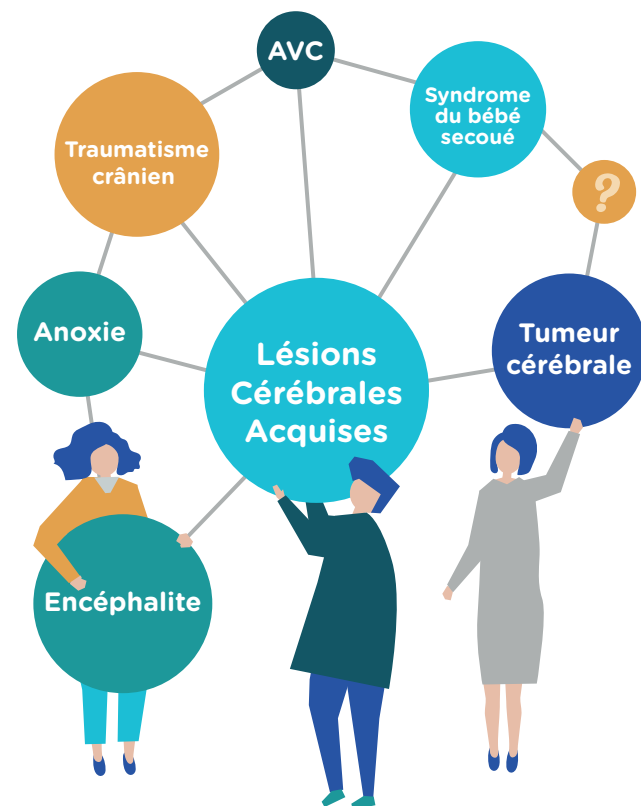 AVC
Syndrome
du bébé
secoué
Traumatisme
crânien
?
Anoxie
Lésions
Cérébrales
Acquises
Tumeur
cérébrale
Encéphalite